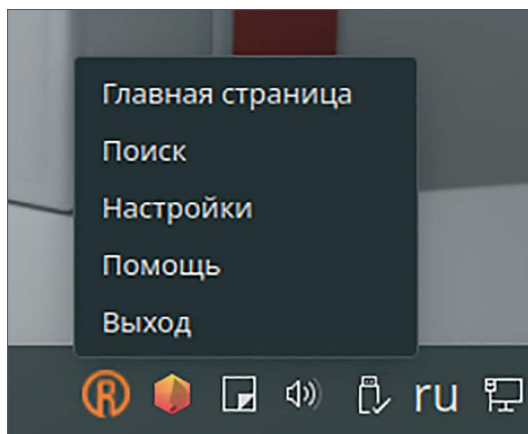 Главная страница
Поиск
Настройки
Помощь
Выход
R ru